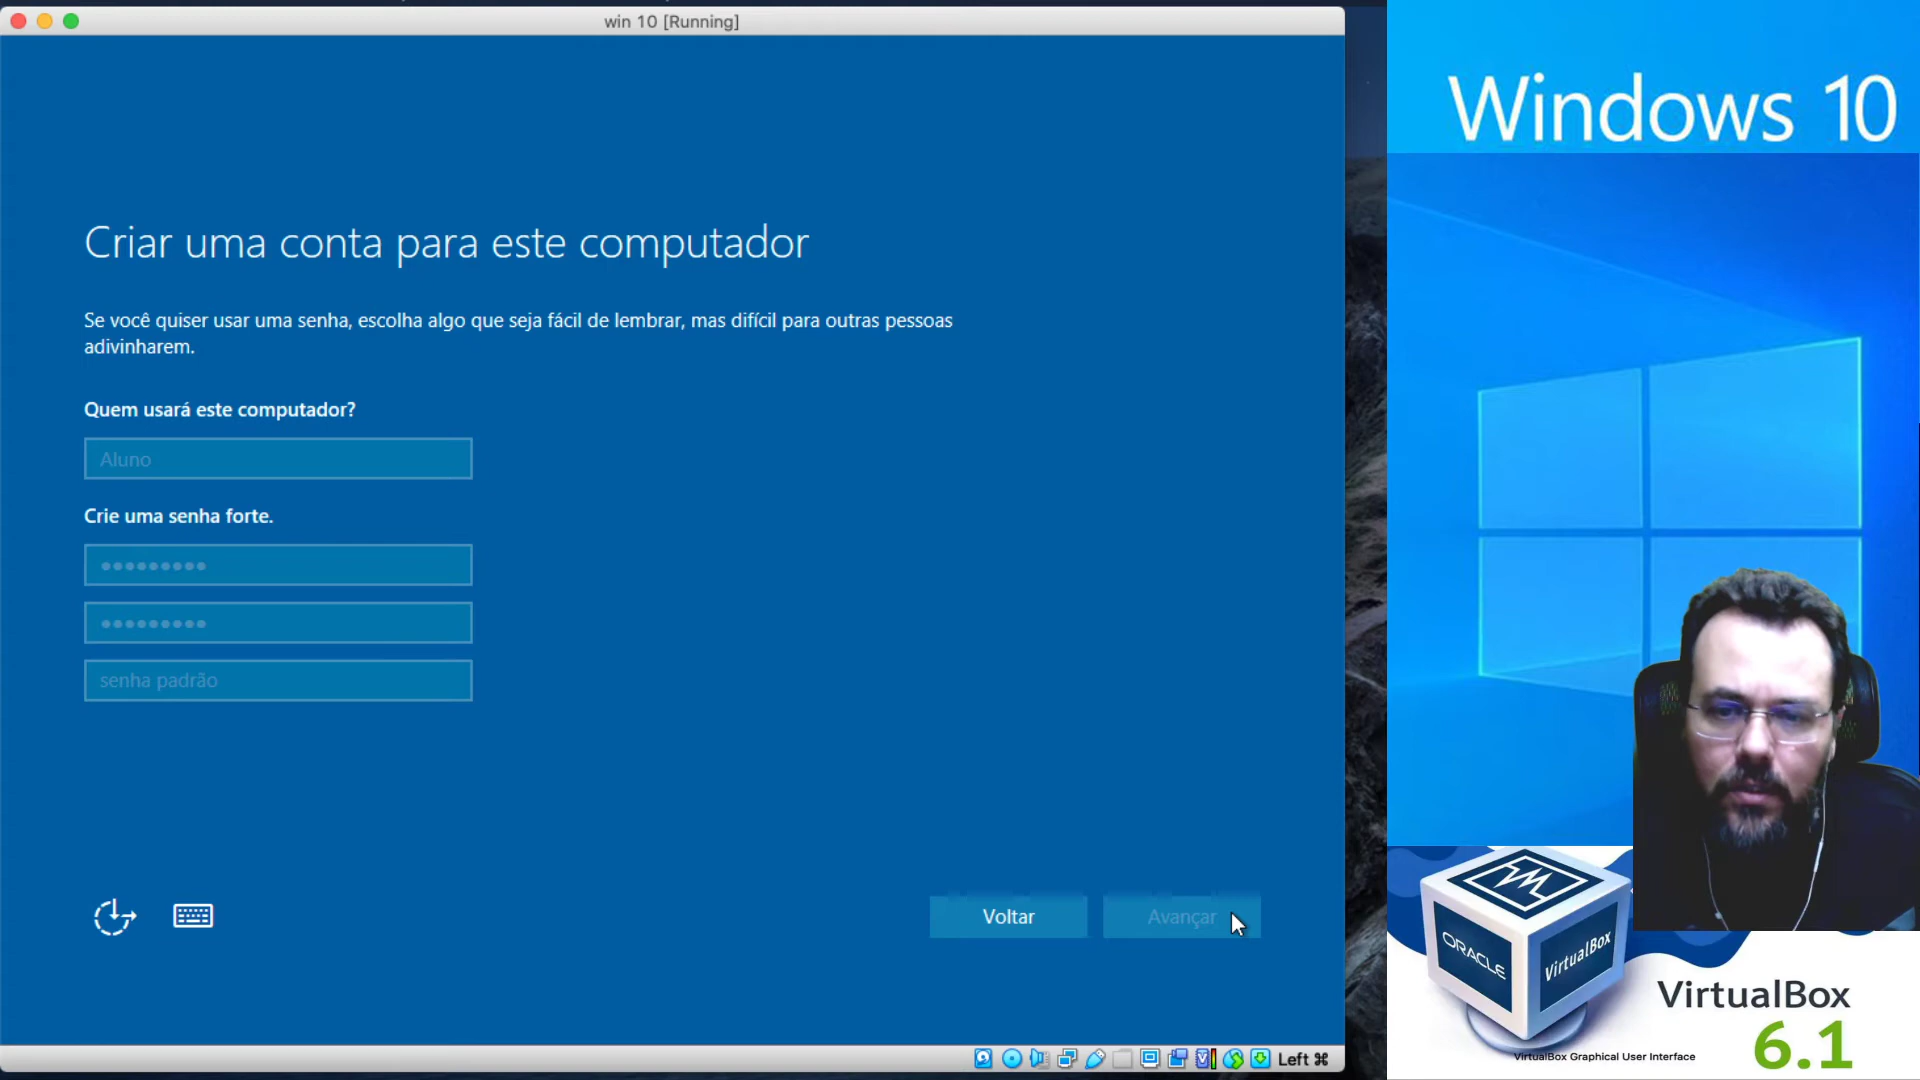 win 10 [Running]
Criar uma conta para este computador
Se você quiser usar uma senha, escolha algo que seja fácil de lembrar, mas difícil para outras pessoas
adivinharem.
Quem usará este computador?
Aluno
Crie uma senha forte.
•••••••••
•••••••••
senha padrão
Voltar
Avançar
Left ⌘
Windows 10
ORACLE
VirtualBox
VirtualBox
6.1
VirtualBox Graphical User Interface